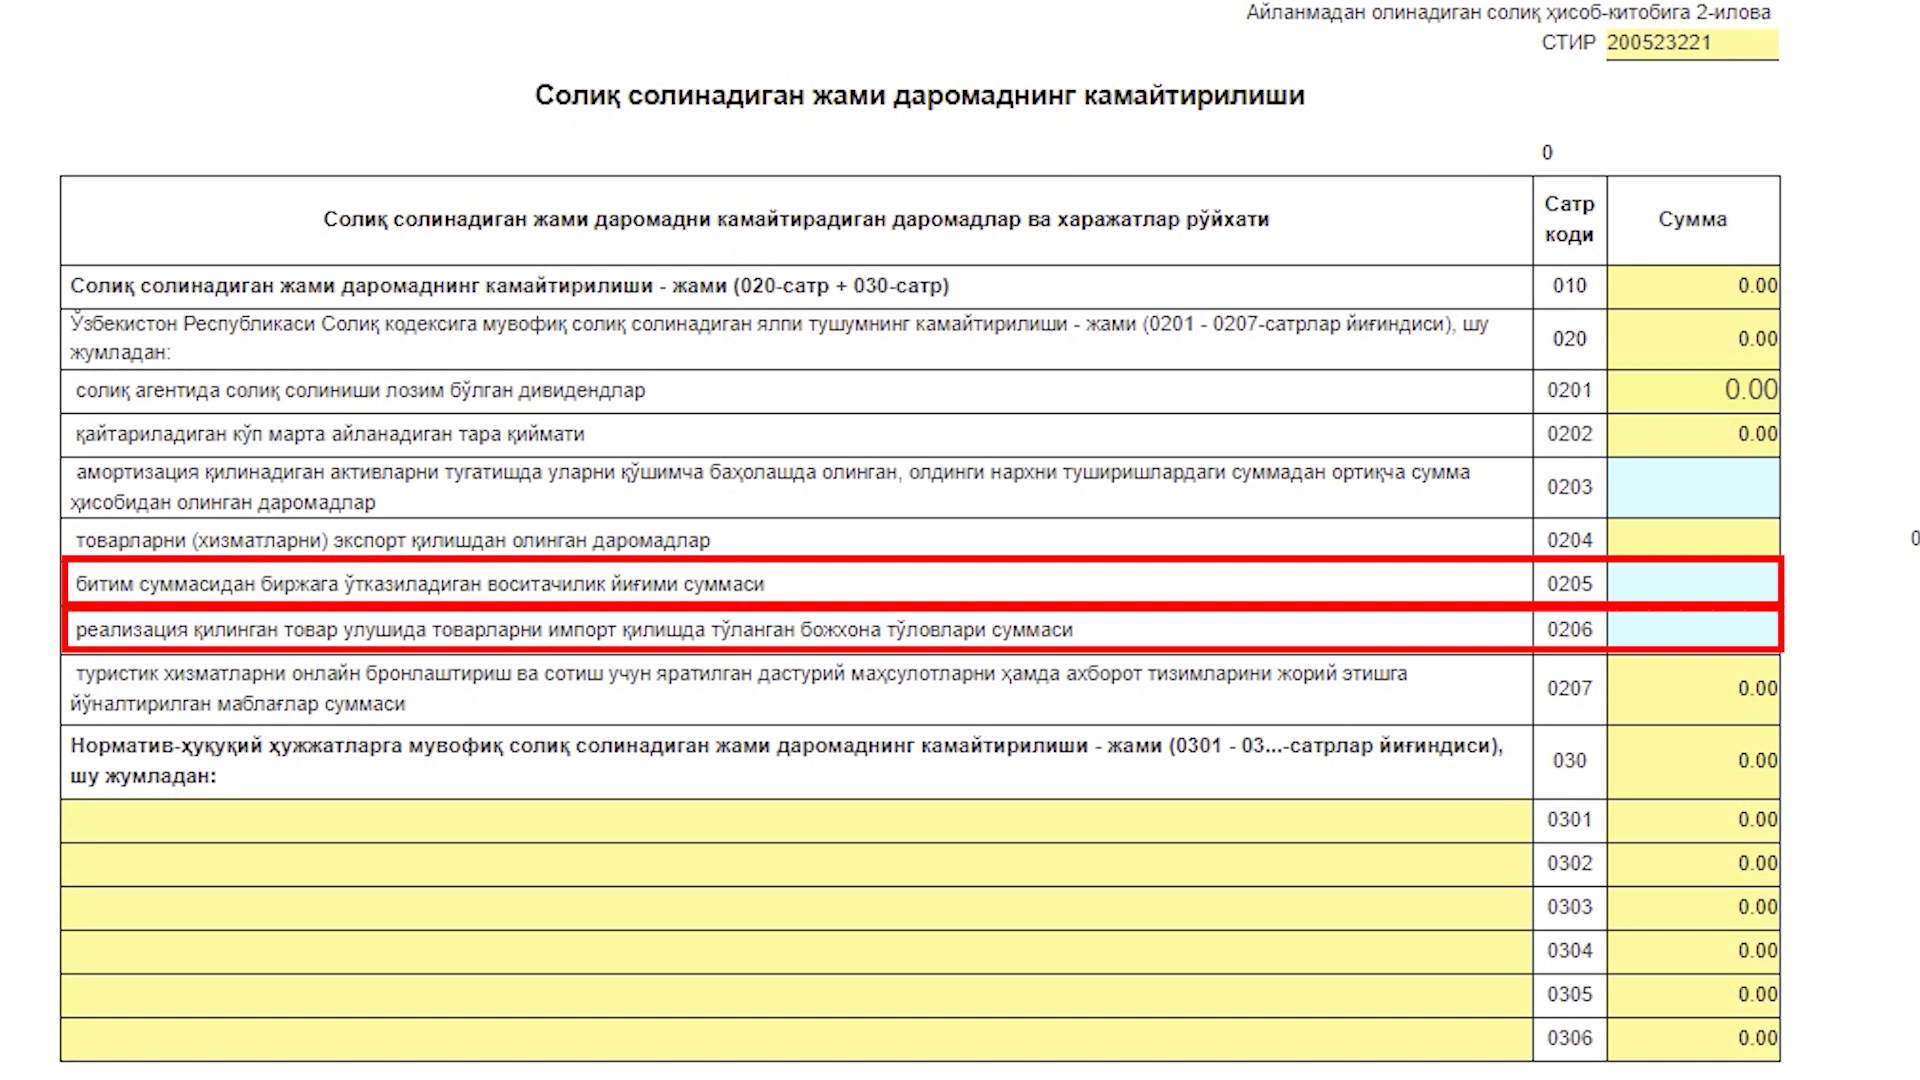 Айланмадан олинадиган солиқ ҳисоб-китобига 2-илова
СТИР 200523221
Солиқ солинадиган жами даромаднинг камайтирилиши
0
Солиқ солинадиган жами даромадни камайтирадиган даромадлар ва харажатлар рўйхати
Сатр
коди
Сумма
Солиқ солинадиган жами даромаднинг камайтирилиши - жами (020-сатр + 030-сатр) 010 0.00
Ўзбекистон Республикаси Солиқ кодексига мувофиқ солиқ солинадиган ялпи тушумнинг камайтирилиши - жами (0201 - 0207-сатрлар йиғиндиси), шу
жумладан:
020 0.00
солиқ агентида солиқ солиниши лозим бўлган дивидендлар 0201 0.00
қайтариладиган кўп марта айланадиган тара қиймати 0202 0.00
амортизация қилинадиган активларни тугатишда уларни қўшимча баҳолашда олинган, олдинги нархни туширишлардаги суммадан ортиқча сумма
ҳисобидан олинган даромадлар
0203
товарларни (хизматларни) экспорт қилишдан олинган даромадлар 0204 0
битим суммасидан биржага ўтказиладиган воситачилик йиғими суммаси 0205
реализация қилинган товар улушида товарларни импорт қилишда тўланган божхона тўловлари суммаси 0206
туристик хизматларни онлайн бронлаштириш ва сотиш учун яратилган дастурий маҳсулотларни ҳамда ахборот тизимларини жорий этишга
йўналтирилган маблағлар суммаси
0207 0.00
Норматив-ҳуқуқий ҳужжатларга мувофиқ солиқ солинадиган жами даромаднинг камайтирилиши - жами (0301 - 03...-сатрлар йиғиндиси),
шу жумладан:
030 0.00
0301 0.00
0302 0.00
0303 0.00
0304 0.00
0305 0.00
0306 0.00